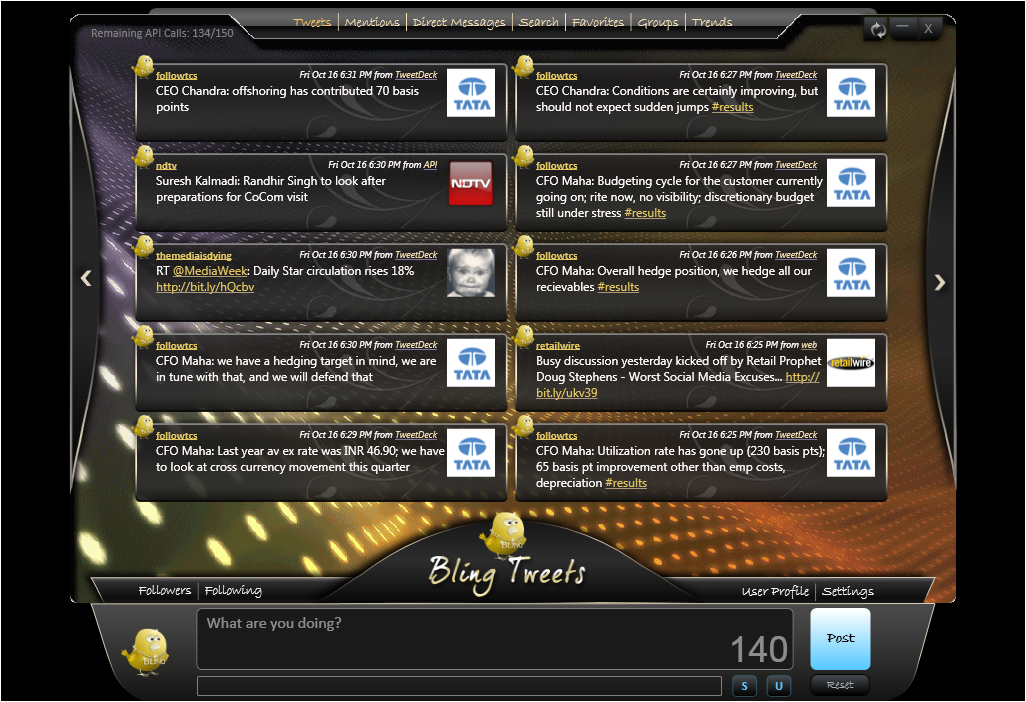 Tweets | Mentions | Direct Messages | Search | Favorites | Groups | Trends
Remaining API Calls: 134/150
X
followtcs
Fri Oct 16 6:31 PM from TweetDeck
CEO Chandra: offshoring has contributed 70 basis
points
TATA
followtcs
Fri Oct 16 6:27 PM from TweetDeck
CEO Chandra: Conditions are certainly improving, but
should not expect sudden jumps #results
TATA
ndtv
Fri Oct 16 6:30 PM from API
Suresh Kalmadi: Randhir Singh to look after
preparations for CoCom visit
NDTV
followtcs
Fri Oct 16 6:27 PM from TweetDeck
CFO Maha: Budgeting cycle for the customer currently
going on; rite now, no visibility; discretionary budget
still under stress #results
TATA
themediaisdying
Fri Oct 16 6:30 PM from TweetDeck
RT @MediaWeek: Daily Star circulation rises 18%
http://bit.ly/hQcbv
followtcs
Fri Oct 16 6:26 PM from TweetDeck
CFO Maha: Overall hedge position, we hedge all our
recievables #results
TATA
followtcs
Fri Oct 16 6:30 PM from TweetDeck
CFO Maha: we have a hedging target in mind, we are
in tune with that, and we will defend that
TATA
retailwire
Fri Oct 16 6:25 PM from web
Busy discussion yesterday kicked off by Retail Prophet
Doug Stephens - Worst Social Media Excuses... http://
bit.ly/ukv39
retailwire
followtcs
Fri Oct 16 6:29 PM from TweetDeck
CFO Maha: Last year av ex rate was INR 46.90; we have
to look at cross currency movement this quarter
TATA
followtcs
Fri Oct 16 6:25 PM from TweetDeck
CFO Maha: Utilization rate has gone up (230 basis pts);
65 basis pt improvement other than emp costs,
depreciation #results
TATA
BLING
Bling Tweets
Followers | Following
User Profile | Settings
BLING
What are you doing?
140
Post
S
U
Reset